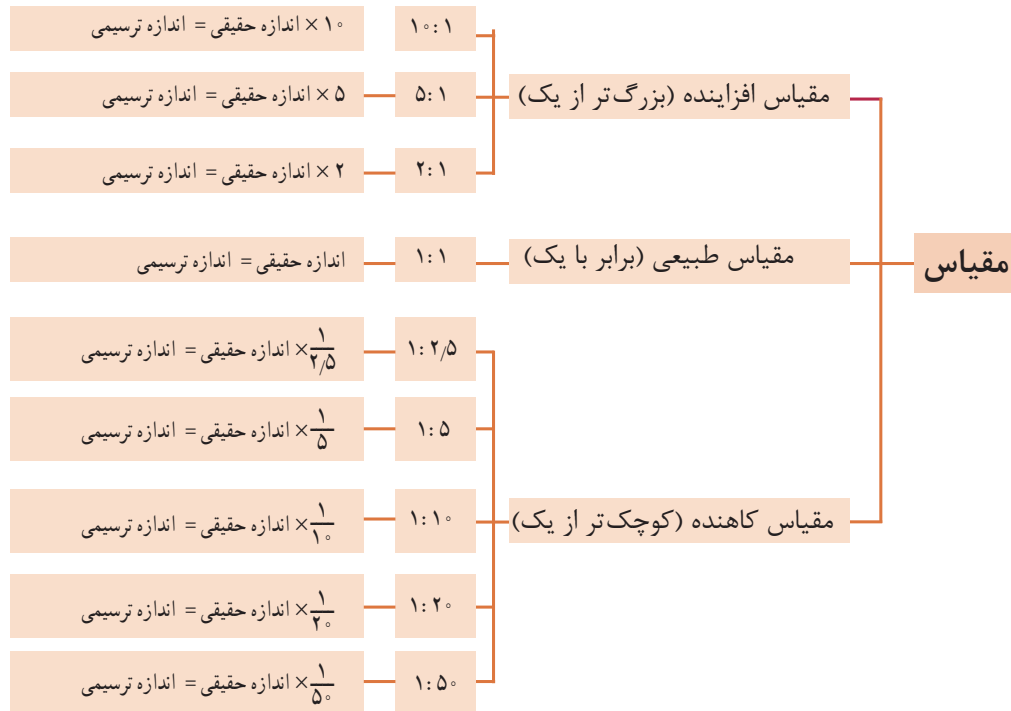 مقیاس
مقیاس افزاینده (بزرگ‌تر از یک)
۱۰:۱
۱۰ × اندازه حقیقی = اندازه ترسیمی
۵:۱
۵ × اندازه حقیقی = اندازه ترسیمی
۲:۱
۲ × اندازه حقیقی = اندازه ترسیمی
مقیاس طبیعی (برابر با یک)
۱:۱
اندازه حقیقی = اندازه ترسیمی
مقیاس کاهنده (کوچک‌تر از یک)
۱:۲/۵
۱/۲/۵ × اندازه حقیقی = اندازه ترسیمی
۱:۵
۱/۵ × اندازه حقیقی = اندازه ترسیمی
۱:۱۰
۱/۱۰ × اندازه حقیقی = اندازه ترسیمی
۱:۲۰
۱/۲۰ × اندازه حقیقی = اندازه ترسیمی
۱:۵۰
۱/۵۰ × اندازه حقیقی = اندازه ترسیمی